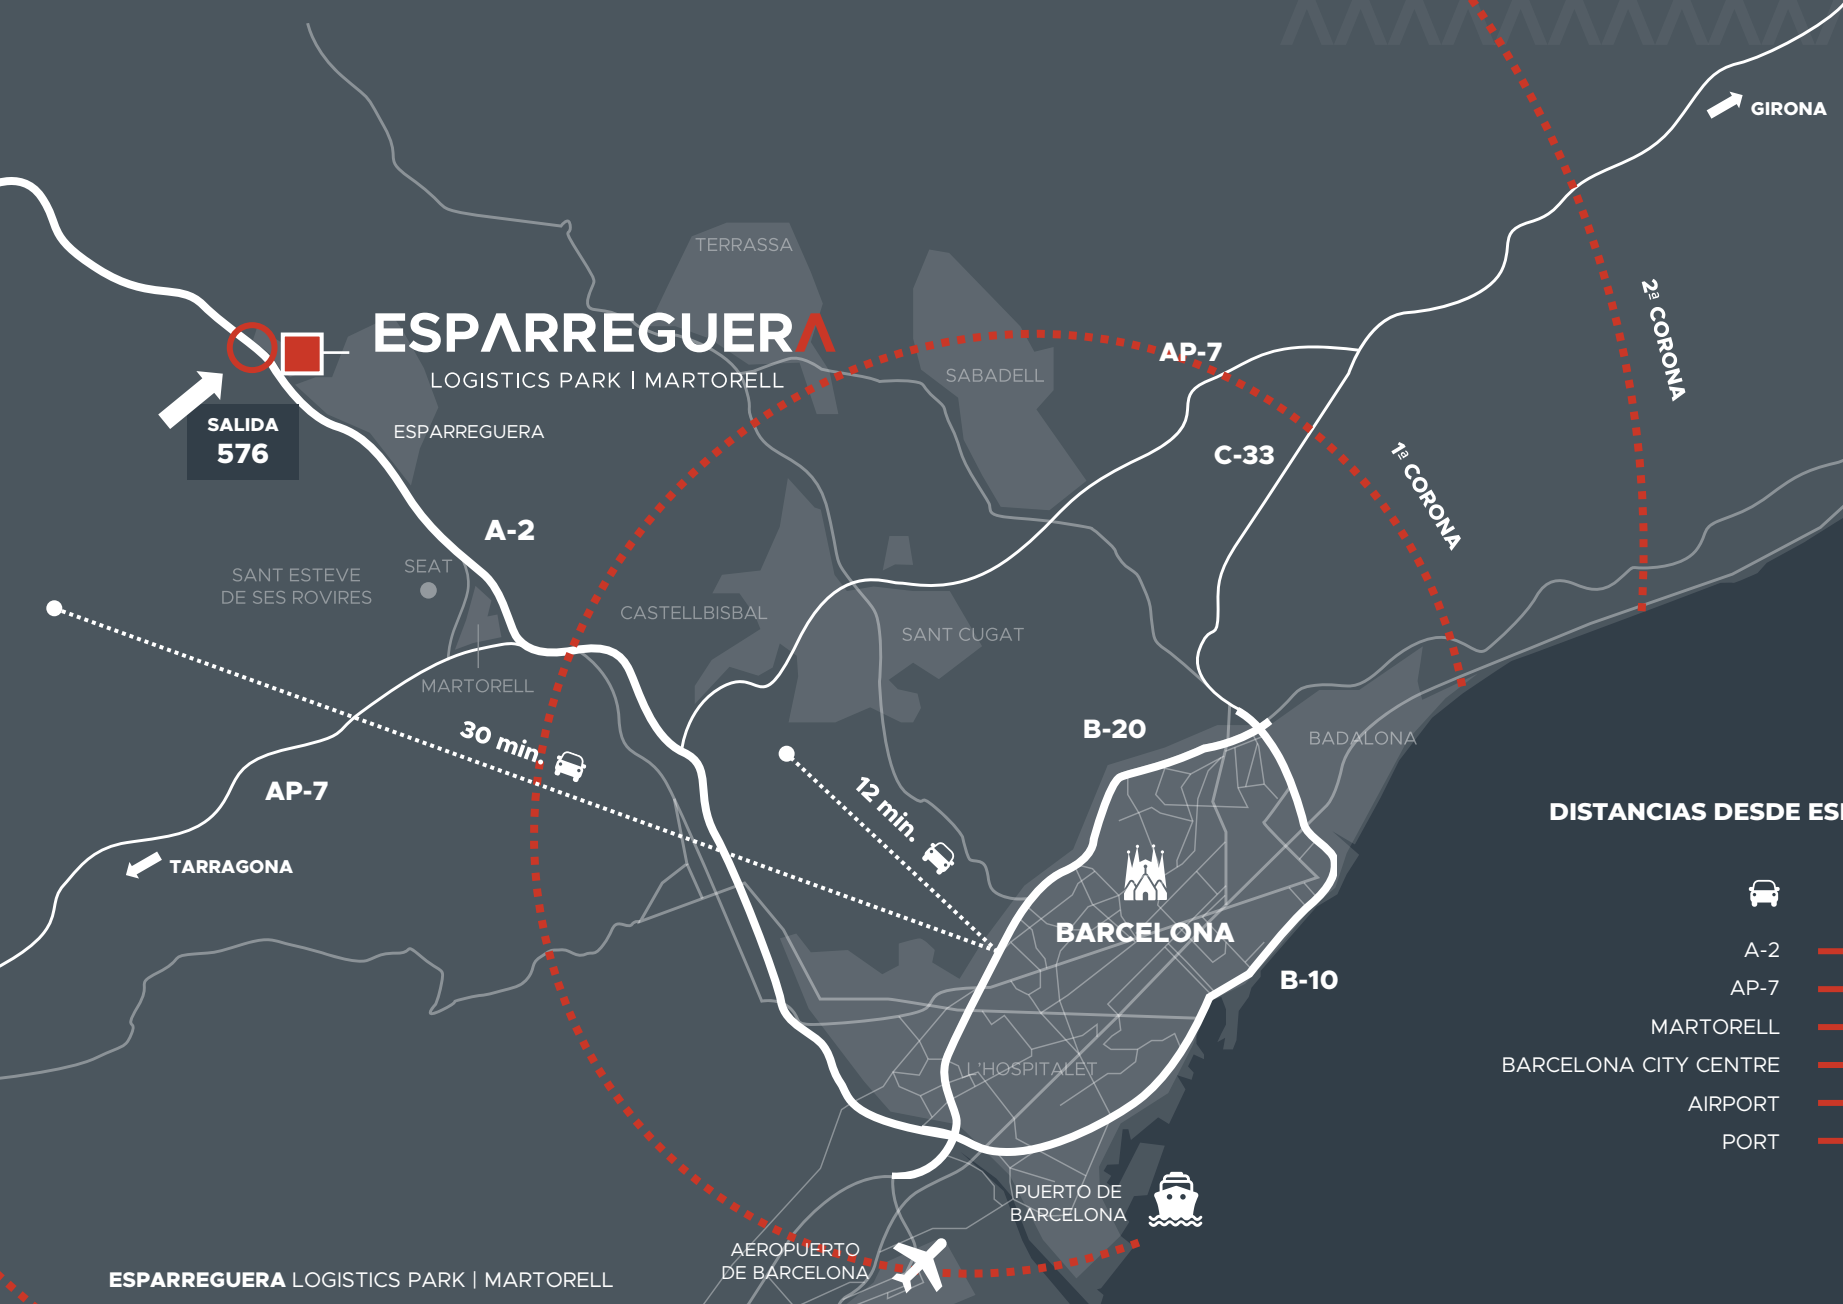 GIRONA
TERRASSA
2ª CORONA
ESPARREGUERA
LOGISTICS PARK | MARTORELL
AP-7
SABADELL
SALIDA
576
ESPARREGUERA
C-33
1ª CORONA
A-2
SEAT
SANT ESTEVE
DE SES ROVIRES
CASTELLBISBAL
SANT CUGAT
MARTORELL
30 min.
B-20
BADALONA
12 min.
AP-7
DISTANCIAS DESDE ES
TARRAGONA
BARCELONA
A-2
B-10
AP-7
MARTORELL
BARCELONA CITY CENTRE
L'HOSPITALET
AIRPORT
PORT
PUERTO DE
BARCELONA
AEROPUERTO
DE BARCELONA
ESPARREGUERA LOGISTICS PARK | MARTORELL